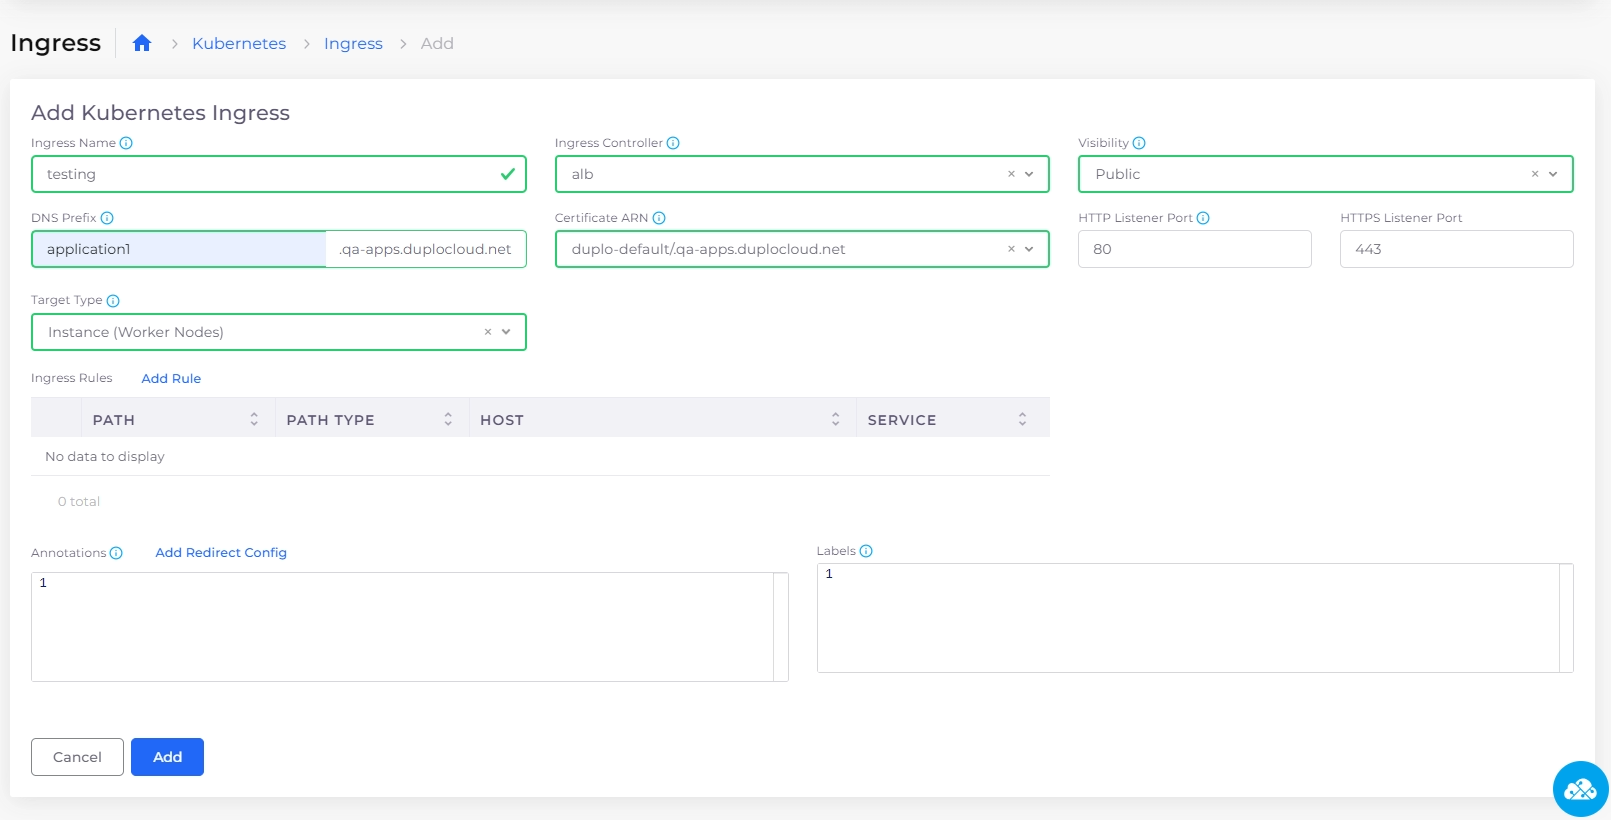 Ingress Kubernetes Ingress Add
Add Kubernetes Ingress
Ingress Name Ingress Controller Visibility
testing alb Public
DNS Prefix Certificate ARN HTTP Listener Port HTTPS Listener Port
application1 .qa-apps.duplocloud.net duplo-default/.qa-apps.duplocloud.net 80 443
Target Type
Instance (Worker Nodes)
Ingress Rules Add Rule
PATH PATH TYPE HOST SERVICE
No data to display
0 total
Annotations Add Redirect Config Labels
1 1
Cancel Add